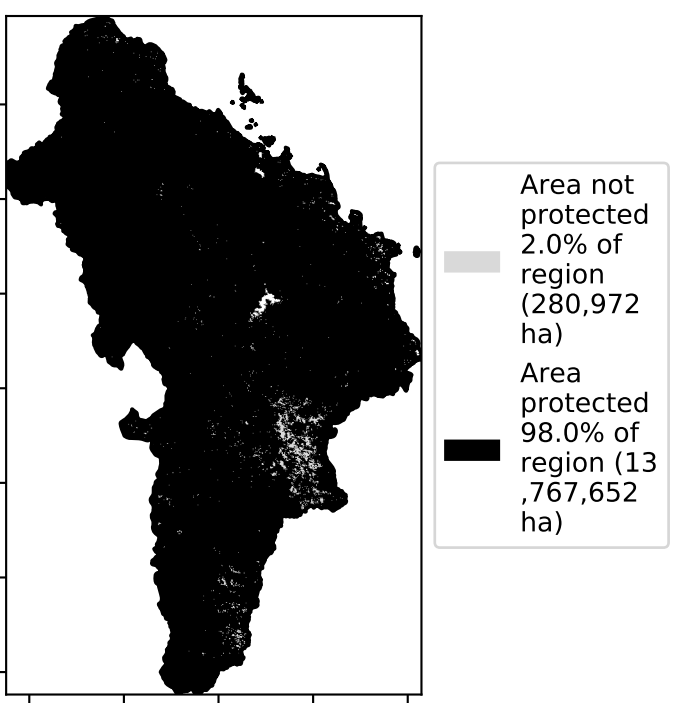 Area not
protected
2.0% of
region
(280,972
ha)
Area
protected
98.0% of
region (13
,767,652
ha)